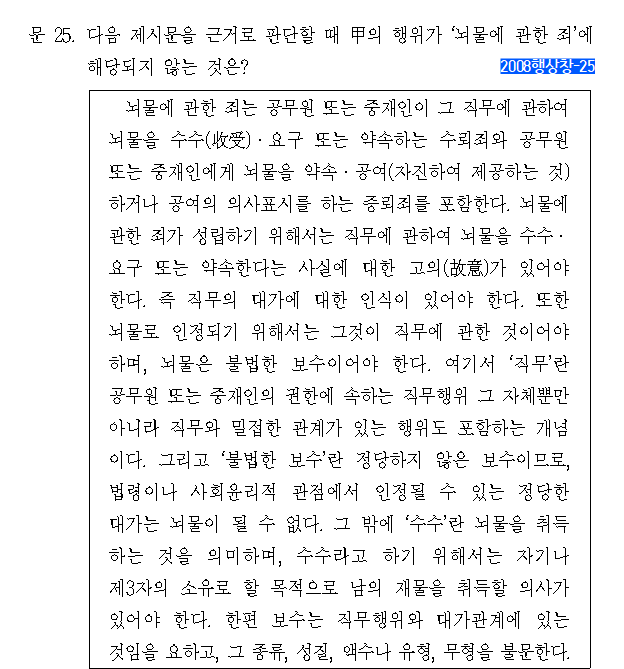 문 25. 다음 제시문을 근거로 판단할 때 甲의 행위가 ‘뇌물에 관한 죄’에
해당되지 않는 것은? 2008행상창-25
뇌물에 관한 죄는 공무원 또는 중재인이 그 직무에 관하여
뇌물을 수수(收受)·요구 또는 약속하는 수뢰죄와 공무원
또는 중재인에게 뇌물을 약속·공여(자진하여 제공하는 것)
하거나 공여의 의사표시를 하는 증뢰죄를 포함한다. 뇌물에
관한 죄가 성립하기 위해서는 직무에 관하여 뇌물을 수수·
요구 또는 약속한다는 사실에 대한 고의(故意)가 있어야
한다. 즉 직무의 대가에 대한 인식이 있어야 한다. 또한
뇌물로 인정되기 위해서는 그것이 직무에 관한 것이어야
하며, 뇌물은 불법한 보수이어야 한다. 여기서 ‘직무’란
공무원 또는 중재인의 권한에 속하는 직무행위 그 자체뿐만
아니라 직무와 밀접한 관계가 있는 행위도 포함하는 개념
이다. 그리고 ‘불법한 보수’란 정당하지 않은 보수이므로,
법령이나 사회윤리적 관점에서 인정될 수 있는 정당한
대가는 뇌물이 될 수 없다. 그 밖에 ‘수수’란 뇌물을 취득
하는 것을 의미하며, 수수라고 하기 위해서는 자기나
제3자의 소유로 할 목적으로 남의 재물을 취득할 의사가
있어야 한다. 한편 보수는 직무행위와 대가관계에 있는
것임을 요하고, 그 종류, 성질, 액수나 유형, 무형을 불문한다.